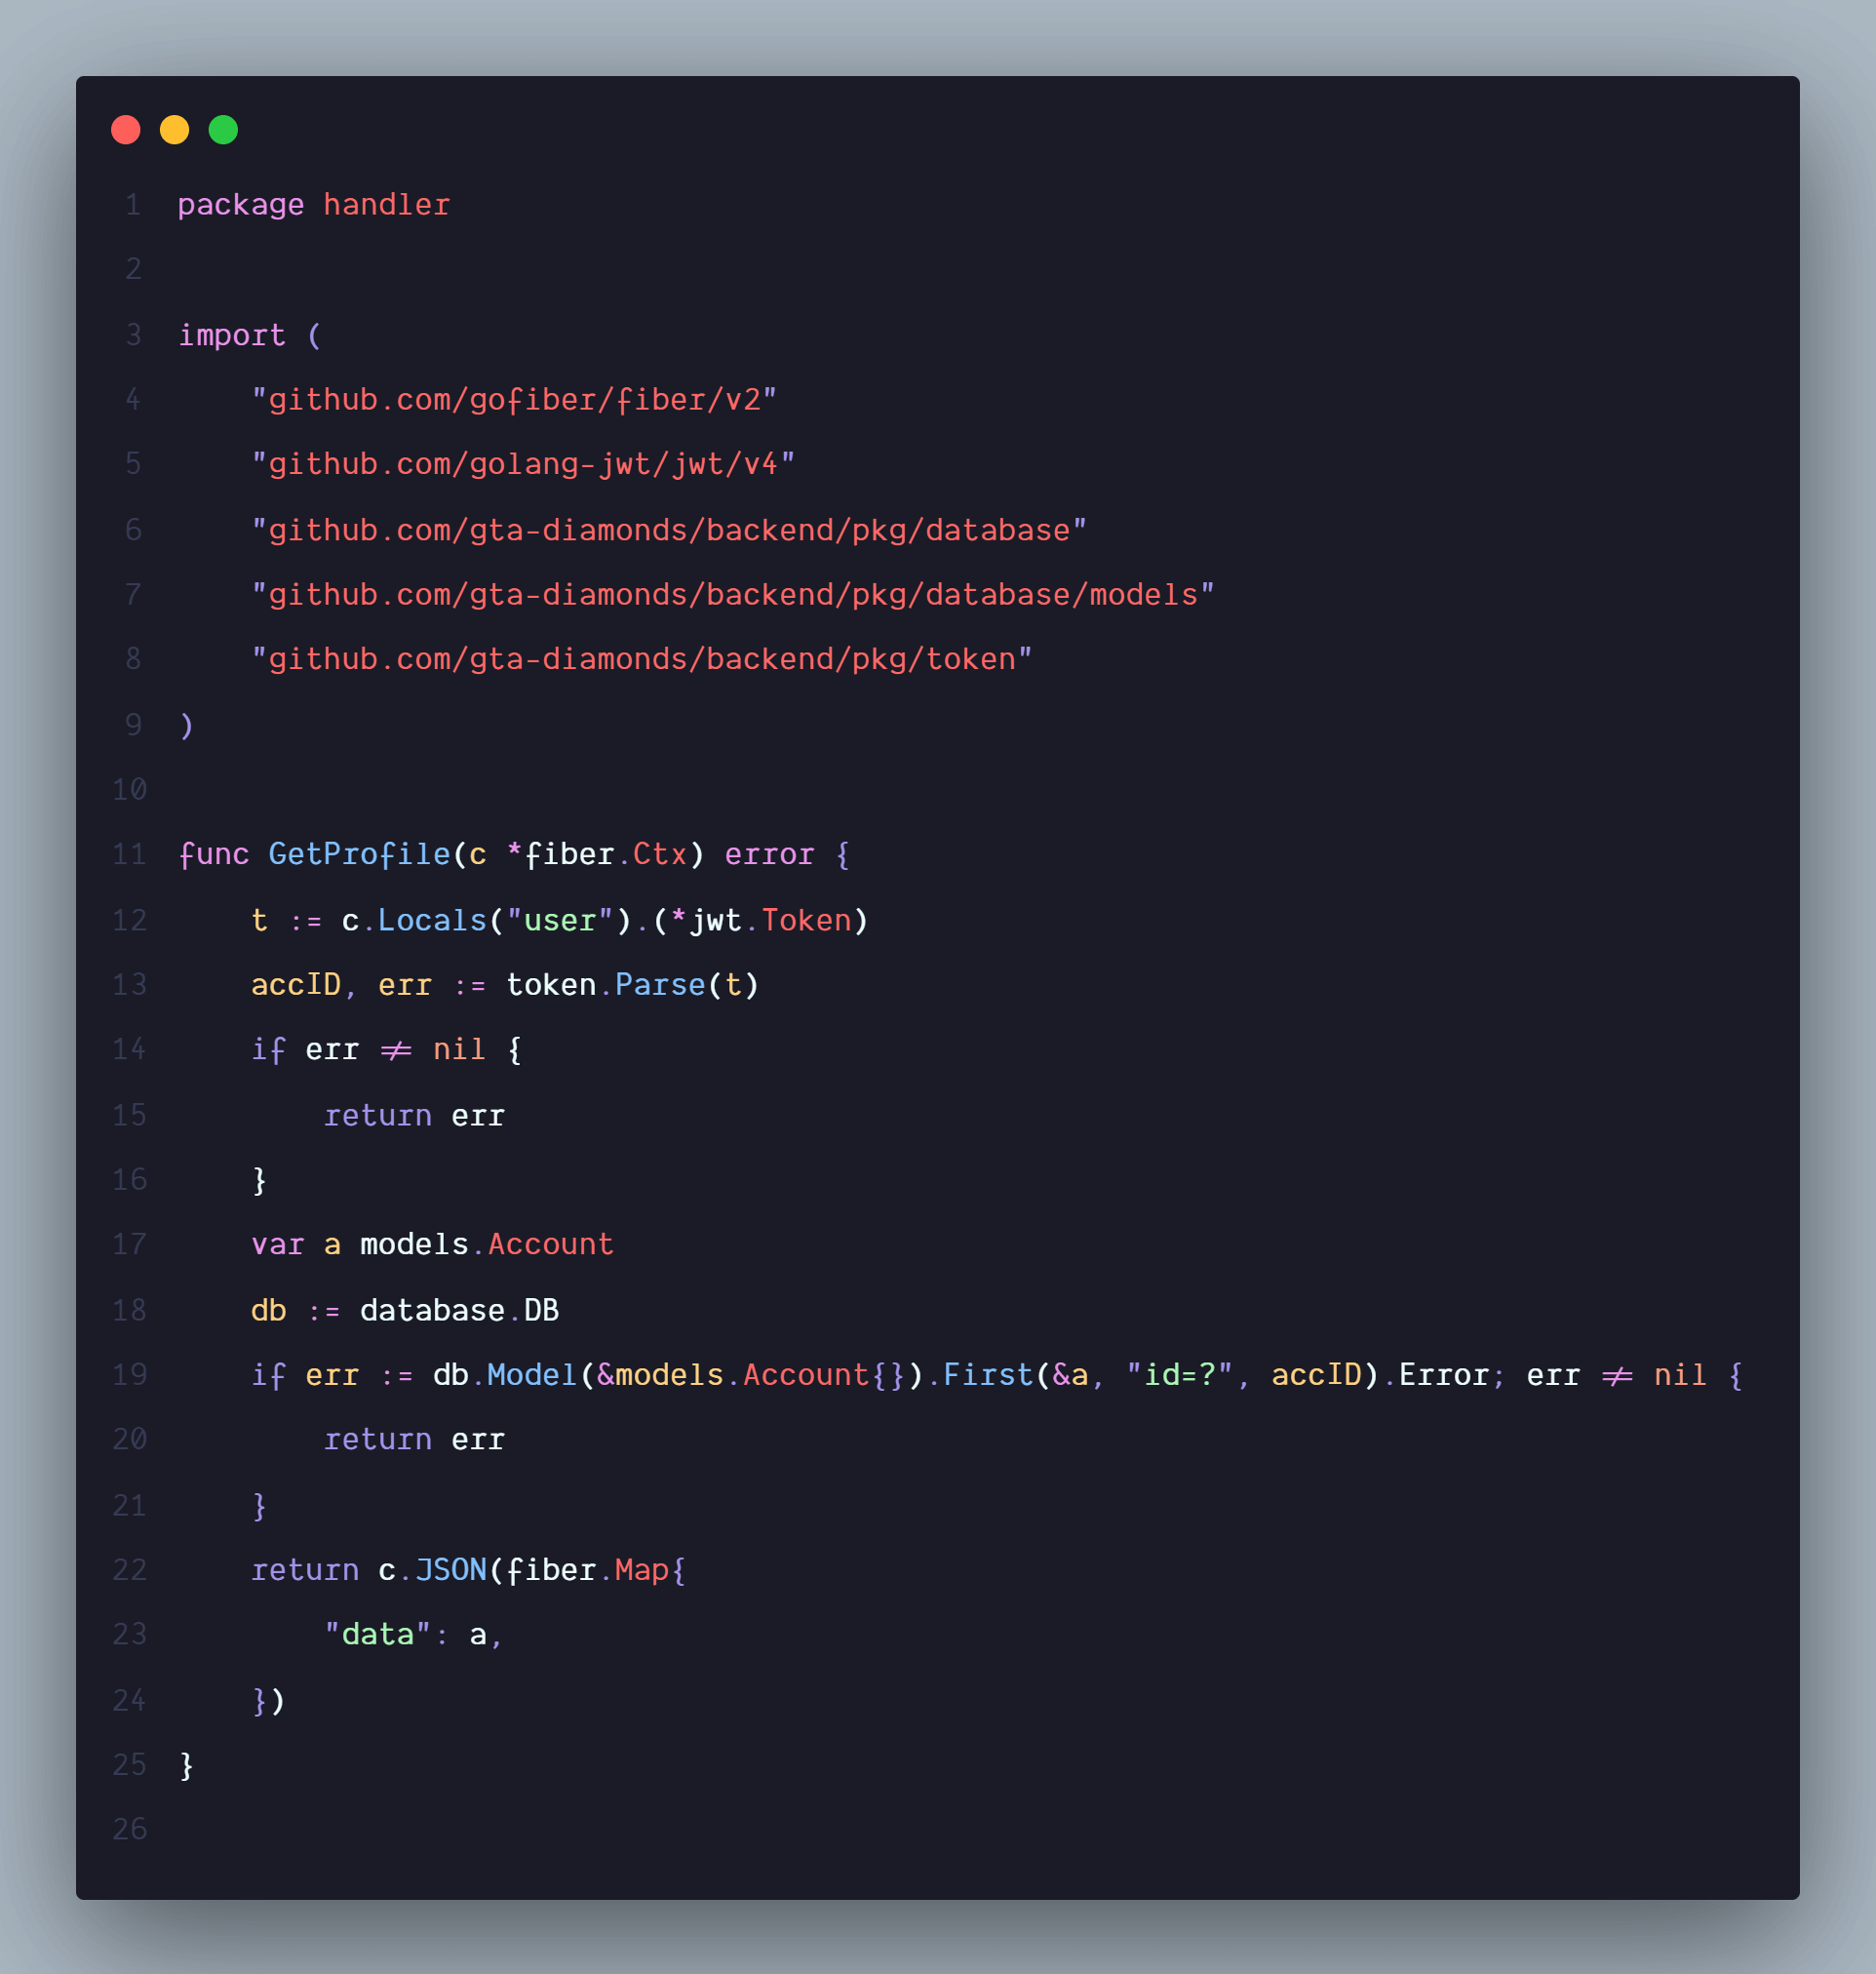 1 package handler
2
3 import (
4     "github.com/gofiber/fiber/v2"
5     "github.com/golang-jwt/jwt/v4"
6     "github.com/gta-diamonds/backend/pkg/database"
7     "github.com/gta-diamonds/backend/pkg/database/models"
8     "github.com/gta-diamonds/backend/pkg/token"
9 )
10
11 func GetProfile(c *fiber.Ctx) error {
12     t := c.Locals("user").(*jwt.Token)
13     accID, err := token.Parse(t)
14     if err != nil {
15         return err
16     }
17     var a models.Account
18     db := database.DB
19     if err := db.Model(&models.Account{}).First(&a, "id=?", accID).Error; err != nil {
20         return err
21     }
22     return c.JSON(fiber.Map{
23         "data": a,
24     })
25 }
26